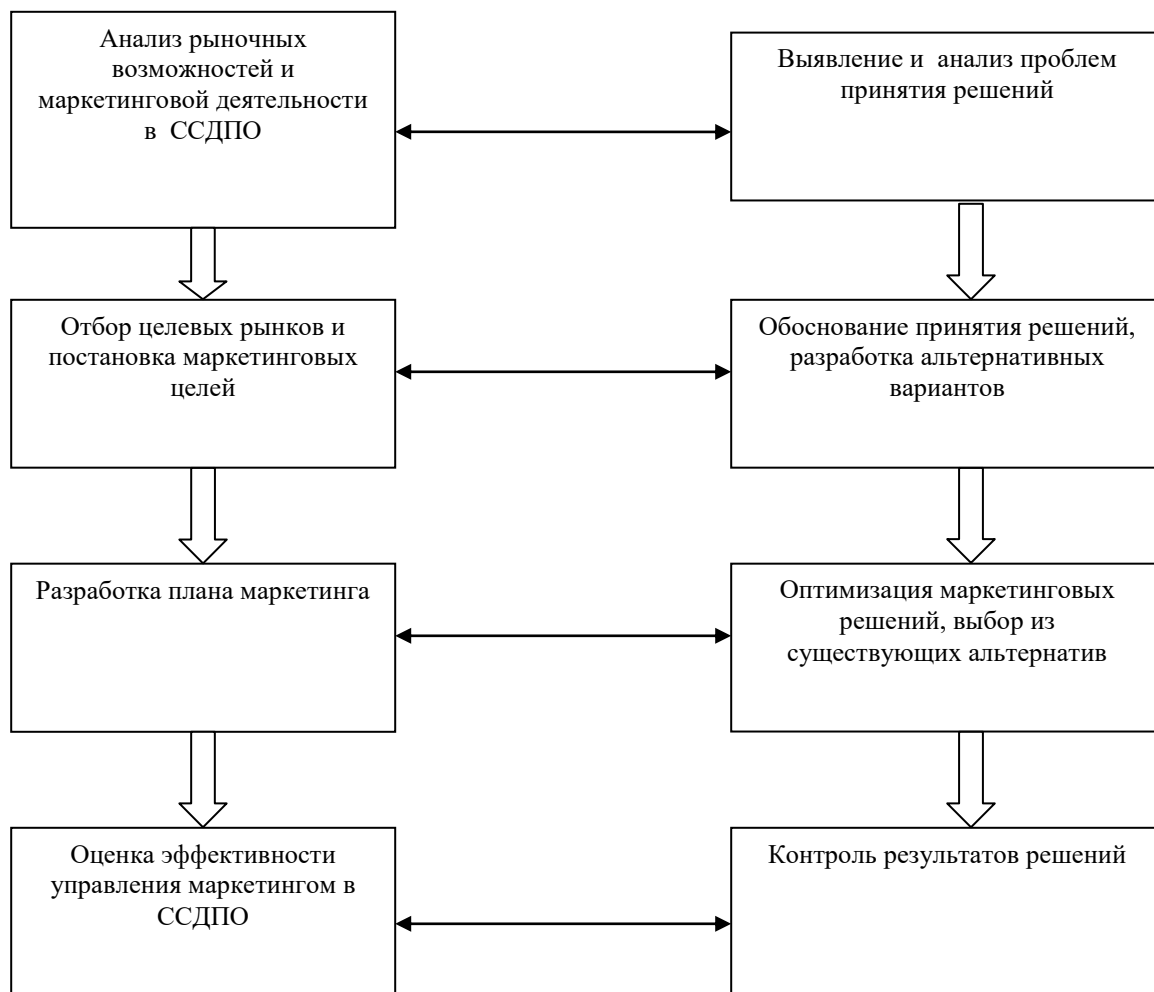 Анализ рыночных
возможностей и
маркетинговой деятельности
в ССДПО
Выявление и анализ проблем
принятия решений
Отбор целевых рынков и
постановка маркетинговых
целей
Обоснование принятия решений,
разработка альтернативных
вариантов
Разработка плана маркетинга
Оптимизация маркетинговых
решений, выбор из
существующих альтернатив
Оценка эффективности
управления маркетингом в
ССДПО
Контроль результатов решений